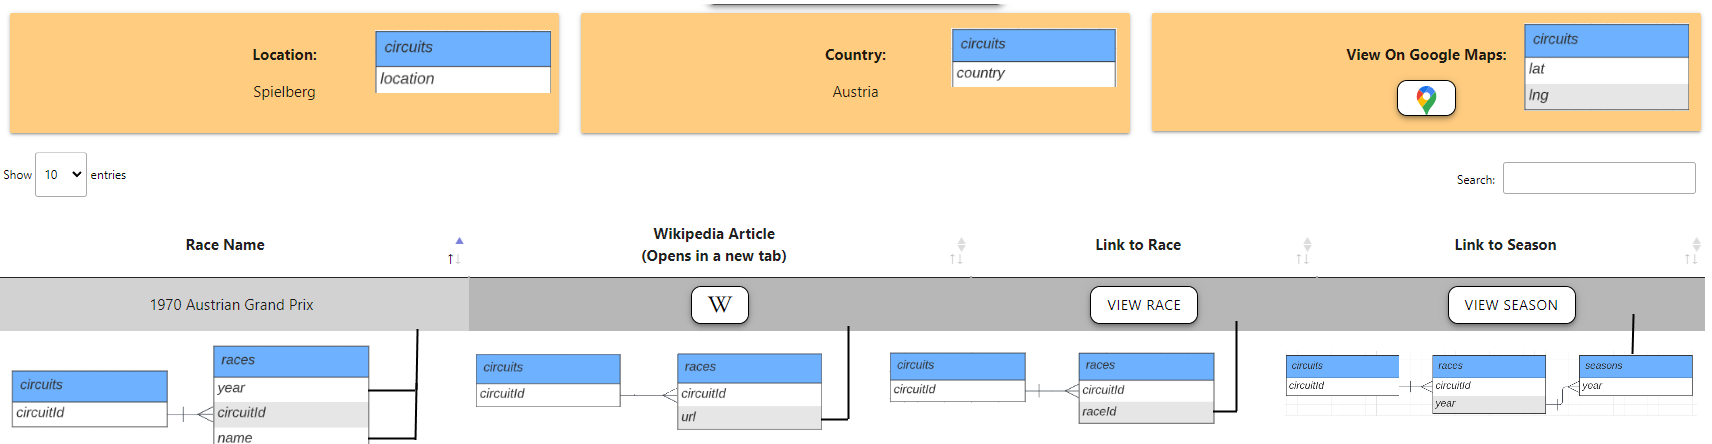 Location:
circuits
location
Spielberg
Country:
circuits
country
Austria
View On Google Maps:
circuits
lat
lng
Show 10 entries
Search:
Race Name
Wikipedia Article
(Opens in a new tab)
Link to Race
Link to Season
1970 Austrian Grand Prix
W
VIEW RACE
VIEW SEASON
circuits
circuitId
races
year
circuitId
name
circuits
circuitId
races
circuitId
url
circuits
circuitId
races
circuitId
raceId
circuits
circuitId
races
circuitId
year
seasons
year